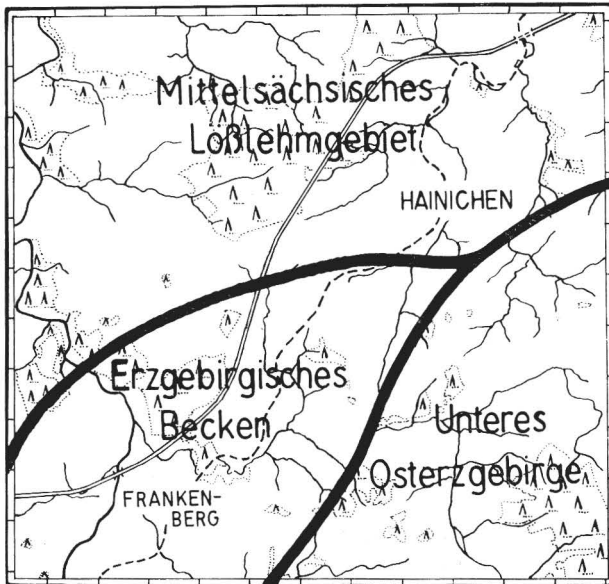 Mittelsächsisches
Lößlehmgebiet
HAINICHEN
Erzgebirgisches
Becken
Unteres
Osterzgebirge
FRANKEN-
BERG